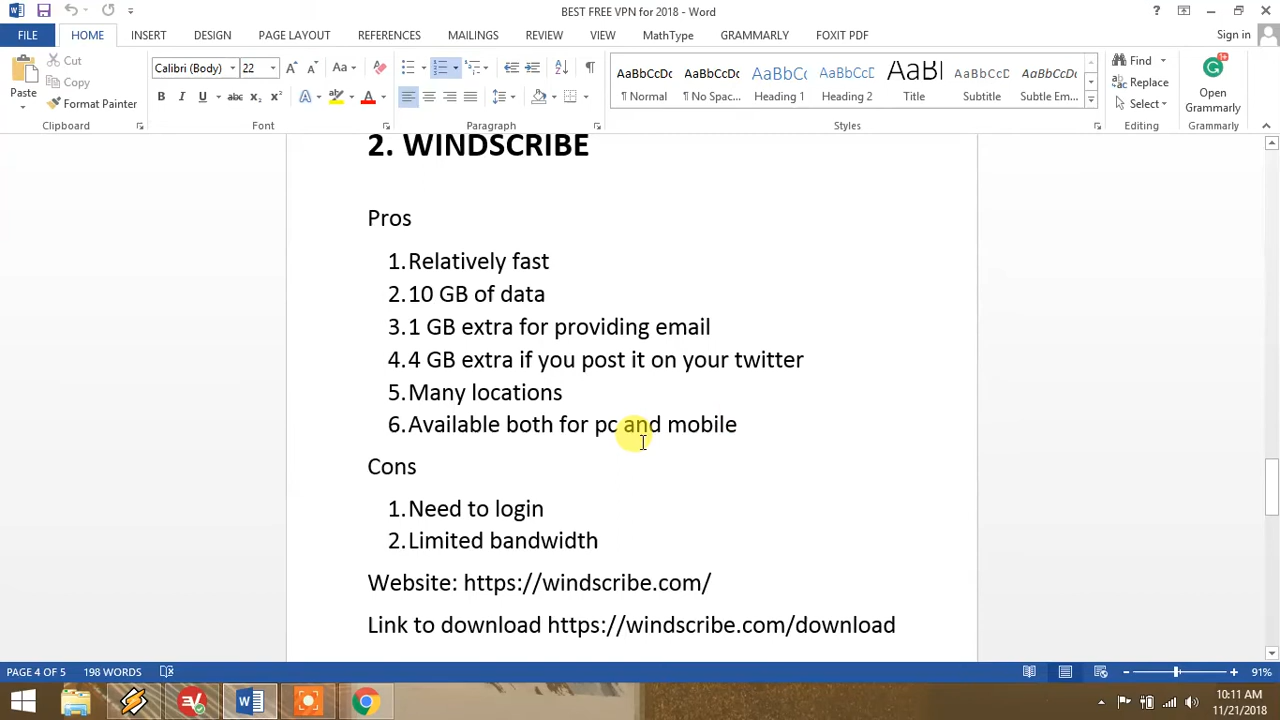 BEST FREE VPN for 2018 - Word
FILE HOME INSERT DESIGN PAGE LAYOUT REFERENCES MAILINGS REVIEW VIEW MathType GRAMMARLY FOXIT PDF Sign in
Cut
Copy
Format Painter
Paste
Clipboard
Calibri (Body) 22
Font
Paragraph
AaBbCcDc AaBbCcDc AaBbCc AaBbCcC AaBl AaBbCcD AaBbCcDc
¶ Normal ¶ No Spac... Heading 1 Heading 2 Title Subtitle Subtle Em...
Styles
Find
Replace
Select
Editing
Open
Grammarly
Grammarly
2. WINDSCRIBE
Pros
1. Relatively fast
2. 10 GB of data
3. 1 GB extra for providing email
4. 4 GB extra if you post it on your twitter
5. Many locations
6. Available both for pc and mobile
Cons
1. Need to login
2. Limited bandwidth
Website: https://windscribe.com/
Link to download https://windscribe.com/download
PAGE 4 OF 5 198 WORDS 91%
10:11 AM
11/21/2018